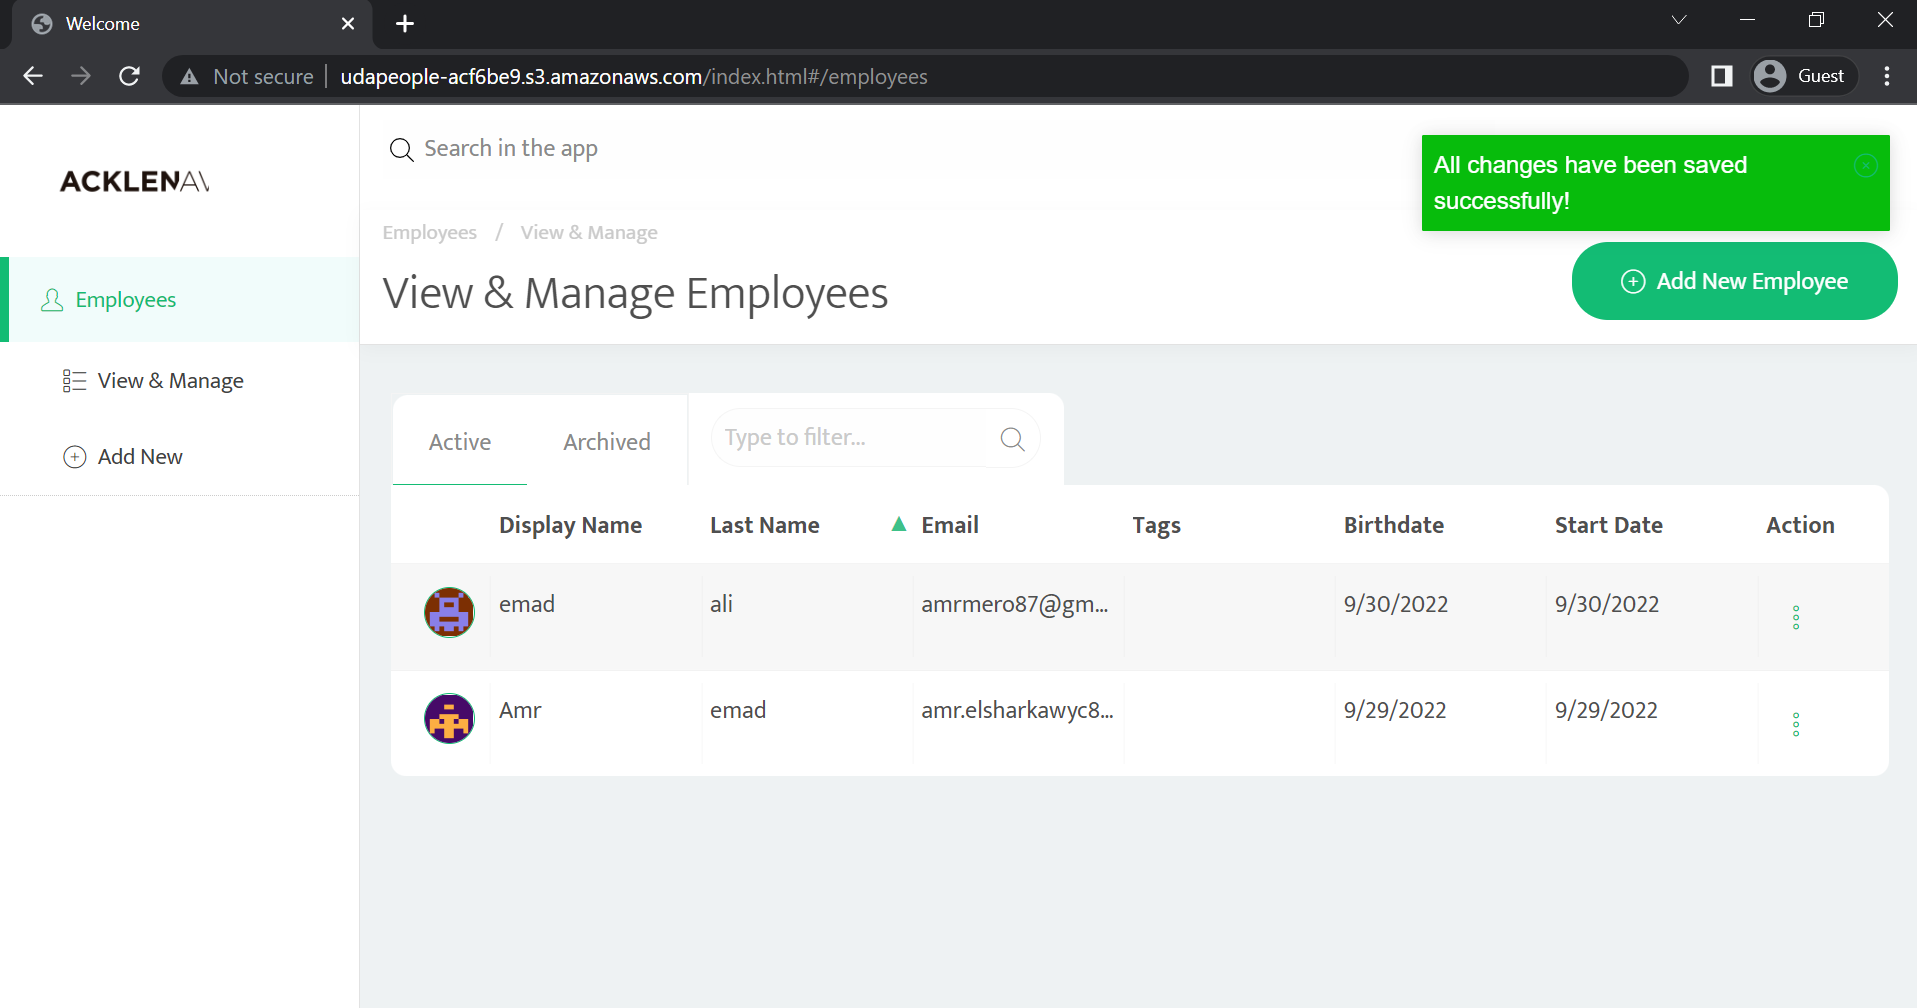 Welcome
Not secure
udapeople-acf6be9.s3.amazonaws.com/index.html#/employees
Guest
ACKLENAV
Search in the app
All changes have been saved
successfully!
Employees / View & Manage
View & Manage Employees
Add New Employee
Employees
View & Manage
Add New
Active
Archived
Type to filter...
Display Name Last Name Email Tags Birthdate Start Date Action
emad ali amrmero87@gm... 9/30/2022 9/30/2022
Amr emad amr.elsharkawyc8... 9/29/2022 9/29/2022